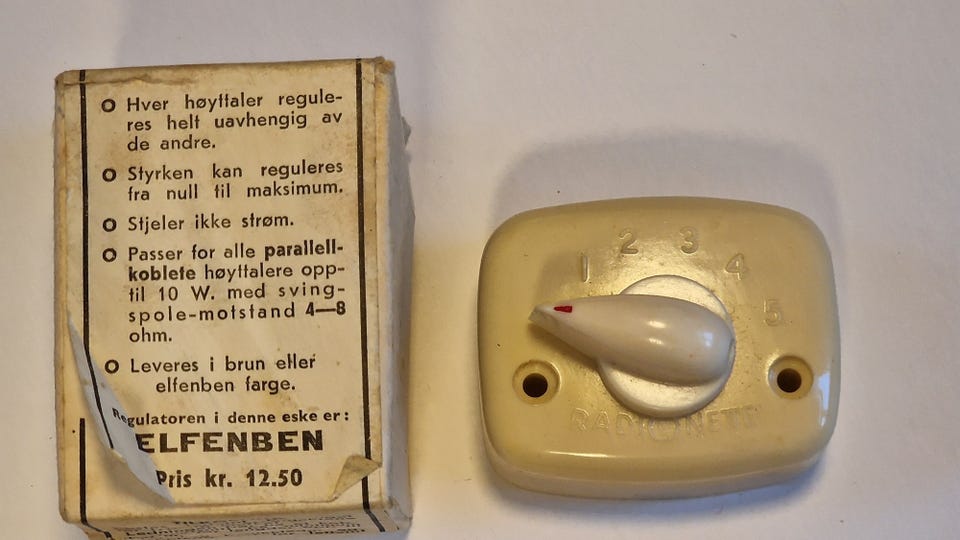 Hver høyttaler regule-
res helt uavhengig av
de andre.
Styrken kan reguleres
fra null til maksimum.
Stjeler ikke strøm.
Passer for alle parallell-
koblete høyttalere opp-
til 10 W. med sving-
spole-motstand 4—8
ohm.
Leveres i brun eller
elfenben farge.
Regulatoren i denne eske er:
ELFENBEN
Pris kr. 12.50
1 2 3 4 5
RADIONETTE